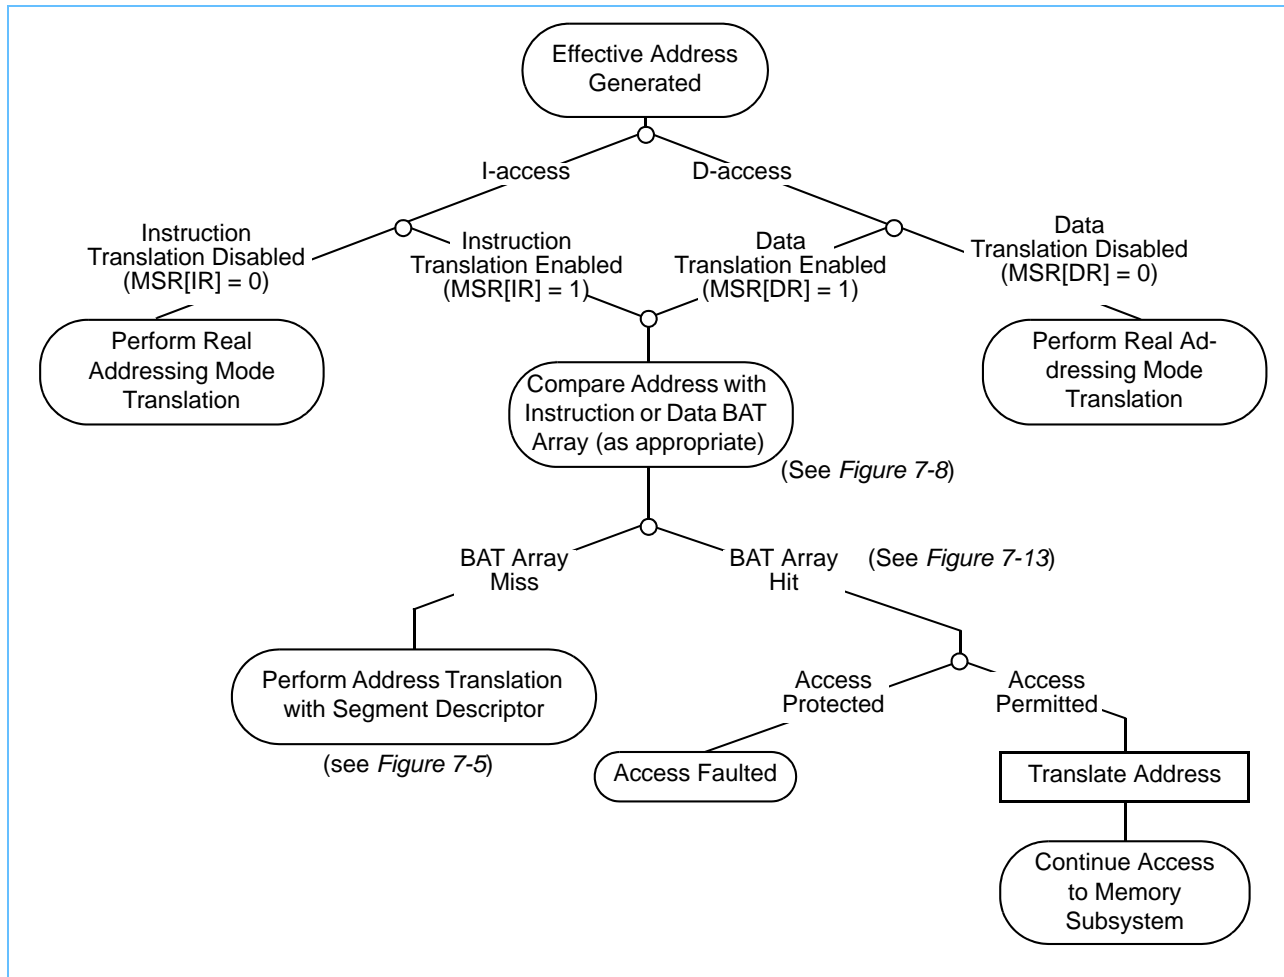 Effective Address
Generated
I-access
D-access
Instruction
Translation Disabled
(MSR[IR] = 0)
Instruction
Translation Enabled
(MSR[IR] = 1)
Data
Translation Enabled
(MSR[DR] = 1)
Data
Translation Disabled
(MSR[DR] = 0)
Perform Real
Addressing Mode
Translation
Compare Address with
Instruction or Data BAT
Array (as appropriate)
Perform Real Ad-
dressing Mode
Translation
(See Figure 7-8)
BAT Array
Miss
BAT Array
Hit
(See Figure 7-13)
Perform Address Translation
with Segment Descriptor
(see Figure 7-5)
Access
Protected
Access
Permitted
Access Faulted
Translate Address
Continue Access
to Memory
Subsystem